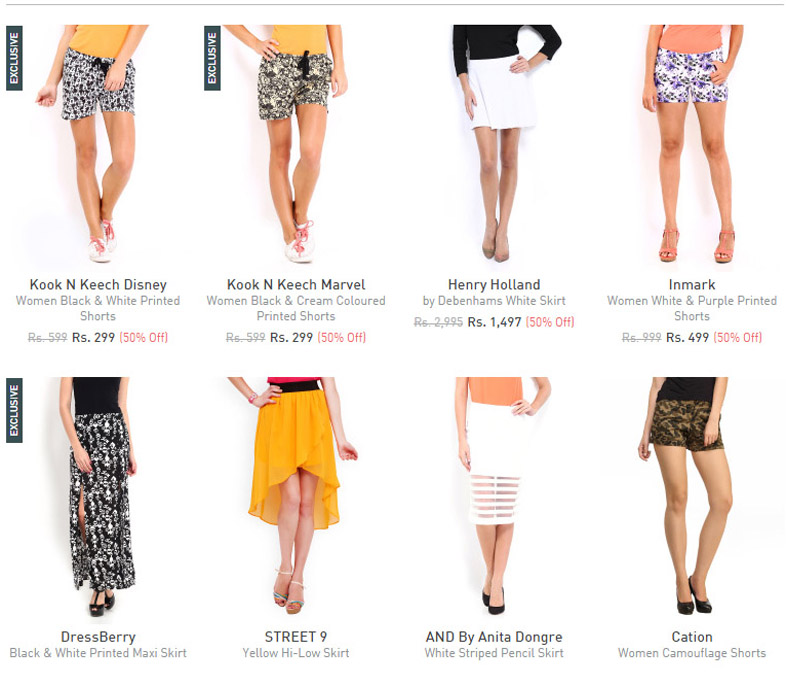 EXCLUSIVE
EXCLUSIVE
Kook N Keech Disney
Women Black & White Printed
Shorts
Rs. 599 Rs. 299 (50% Off)
Kook N Keech Marvel
Women Black & Cream Coloured
Printed Shorts
Rs. 599 Rs. 299 (50% Off)
Henry Holland
by Debenhams White Skirt
Rs. 2,995 Rs. 1,497 (50% Off)
Inmark
Women White & Purple Printed
Shorts
Rs. 999 Rs. 499 (50% Off)
EXCLUSIVE
DressBerry
Black & White Printed Maxi Skirt
STREET 9
Yellow Hi-Low Skirt
AND By Anita Dongre
White Striped Pencil Skirt
Cation
Women Camouflage Shorts